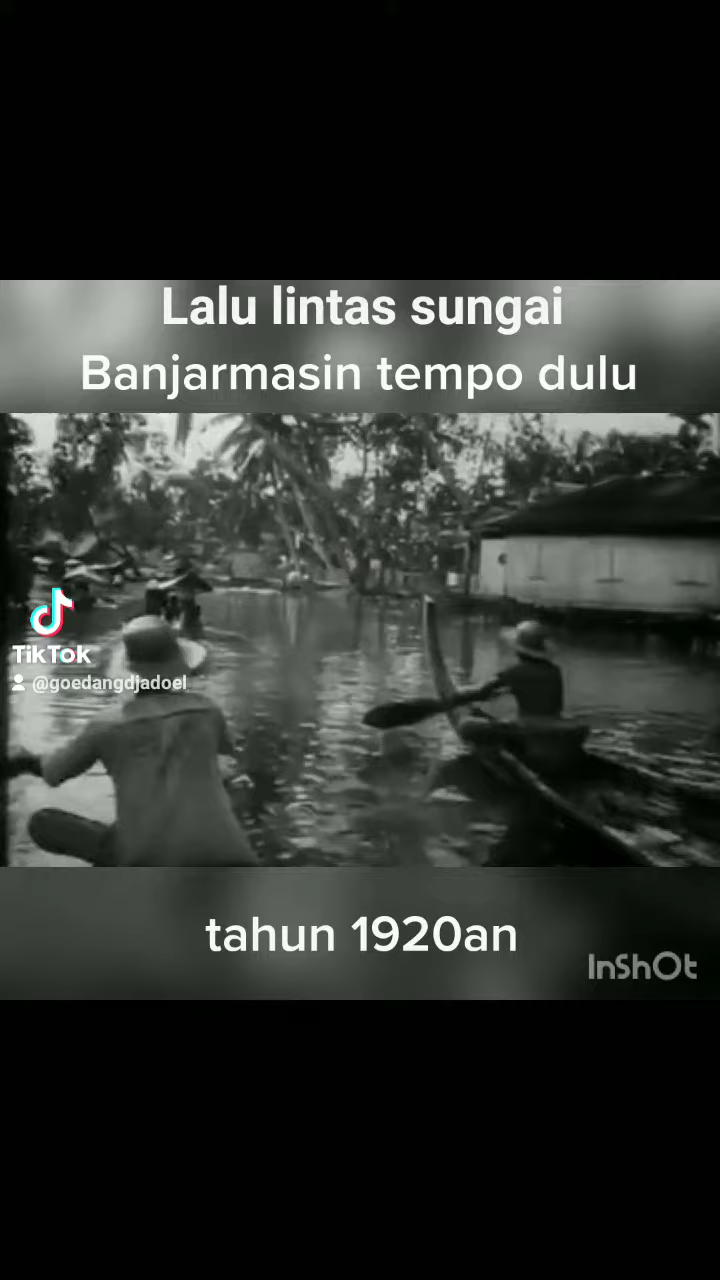 Lalu lintas sungai
Banjarmasin tempo dulu
TikTok
@goedangdjadoel
tahun 1920an
InShOt